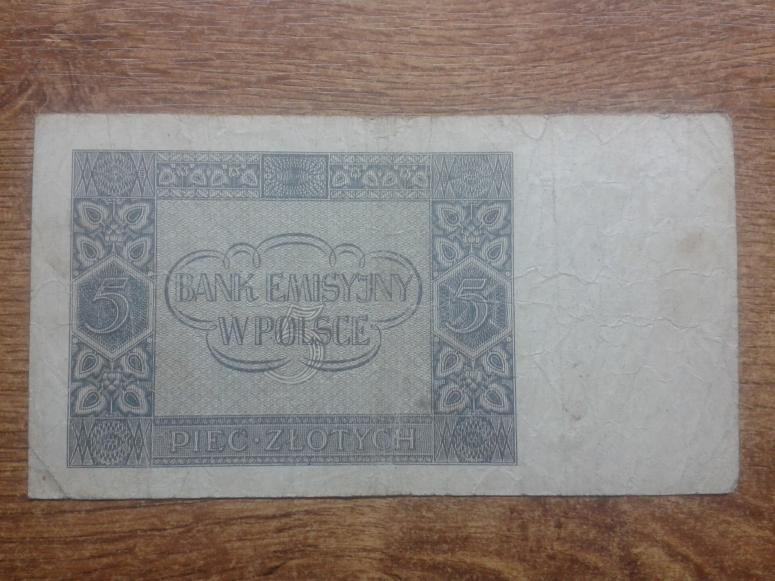 BANK EMISYJNY
5 W POLSCE 5
5
PIĘĆ · ZŁOTYCH